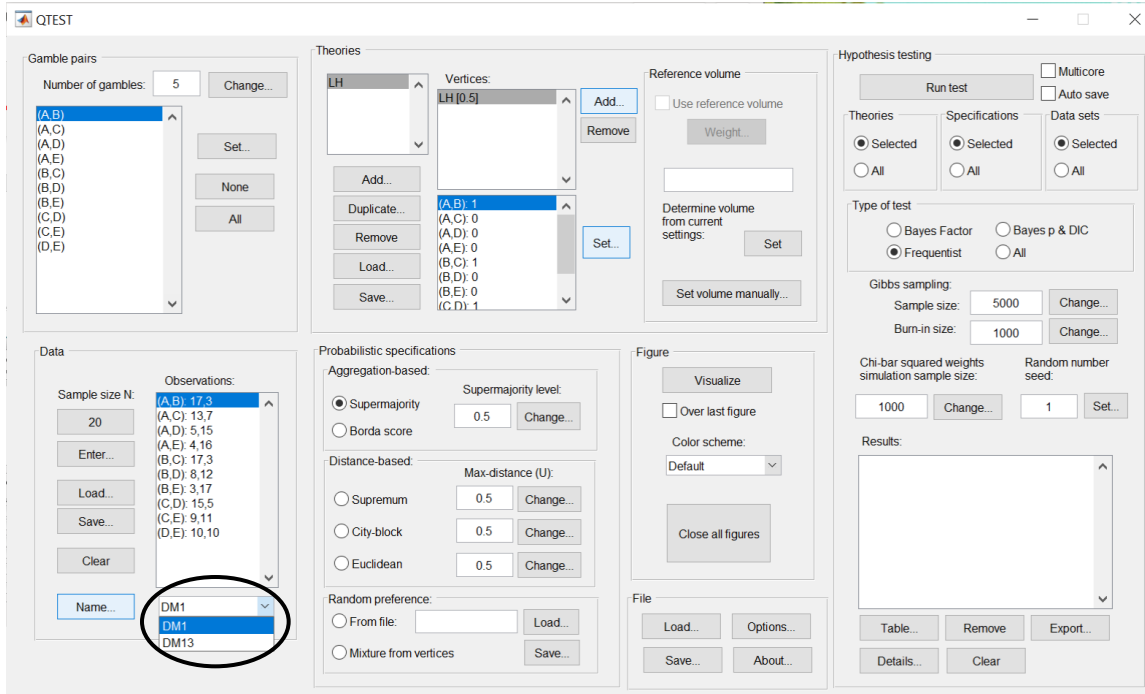 QTEST
Gamble pairs
Number of gambles: 5 Change...
(A,B)
(A,C)
(A,D)
(A,E)
(B,C)
(B,D)
(B,E)
(C,D)
(C,E)
(D,E)
Set...
None
All
Theories
LH
Add...
Duplicate...
Remove
Load...
Save...
Vertices:
LH [0.5]
Add...
Remove
(A,B): 1
(A,C): 0
(A,D): 0
(A,E): 0
(B,C): 1
(B,D): 0
(B,E): 0
(C,D): 1
Set...
Reference volume
Use reference volume
Weight...
Determine volume
from current
settings:
Set
Set volume manually...
Hypothesis testing
Run test
Multicore
Auto save
Theories
Selected
All
Specifications
Selected
All
Data sets
Selected
All
Type of test
Bayes Factor Bayes p & DIC
Frequentist All
Gibbs sampling:
Sample size: 5000 Change...
Burn-in size: 1000 Change...
Chi-bar squared weights
simulation sample size:
1000 Change...
Random number
seed:
1 Set...
Results:
Table... Remove Export...
Details... Clear
Data
Sample size N:
20
Enter...
Load...
Save...
Clear
Name...
Observations:
(A,B): 17,3
(A,C): 13,7
(A,D): 5,15
(A,E): 4,16
(B,C): 17,3
(B,D): 8,12
(B,E): 3,17
(C,D): 15,5
(C,E): 9,11
(D,E): 10,10
DM1
DM1
DM13
Probabilistic specifications
Aggregation-based:
Supermajority level:
Supermajority 0.5 Change...
Borda score
Distance-based:
Max-distance (U):
Supremum 0.5 Change...
City-block 0.5 Change...
Euclidean 0.5 Change...
Random preference:
From file: Load...
Mixture from vertices Save...
Figure
Visualize
Over last figure
Color scheme:
Default
Close all figures
File
Load... Options...
Save... About...